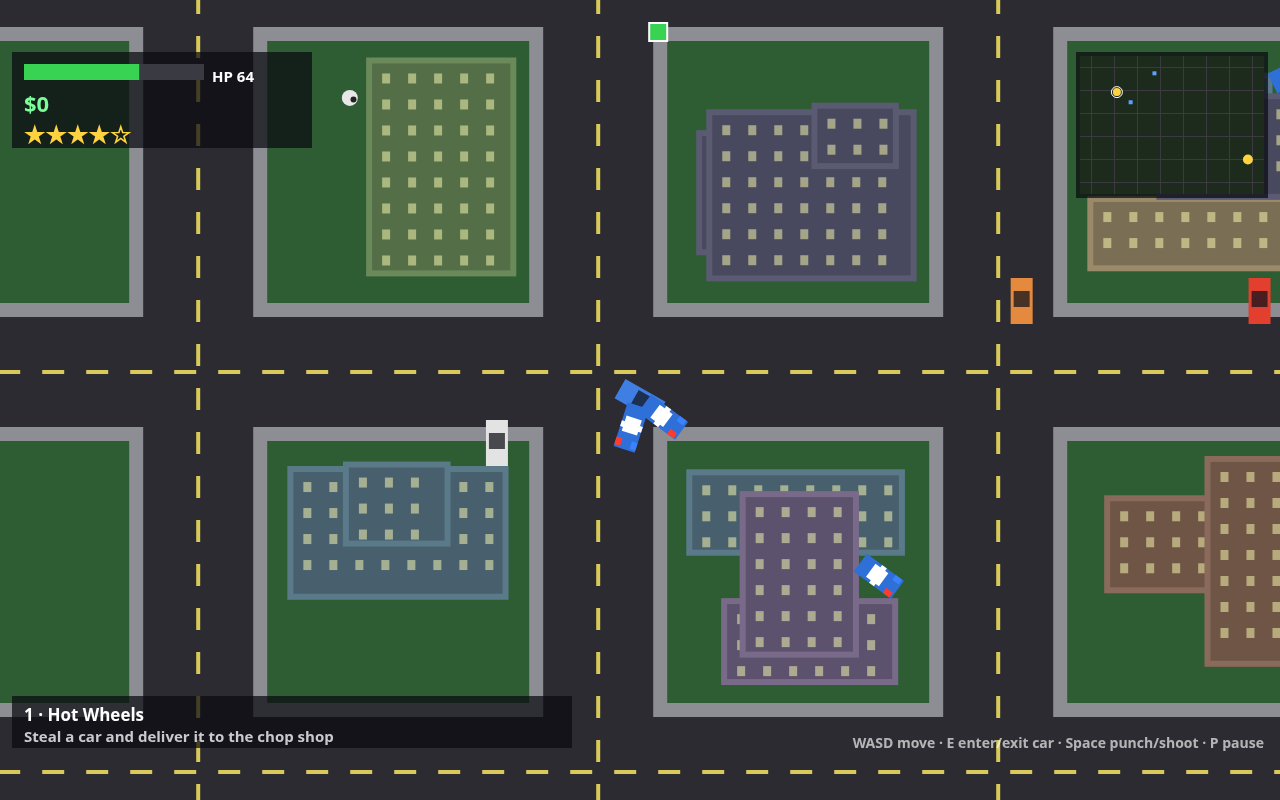 HP 64
$0
★★★★☆
1 · Hot Wheels
Steal a car and deliver it to the chop shop
WASD move · E enter/exit car · Space punch/shoot · P pause